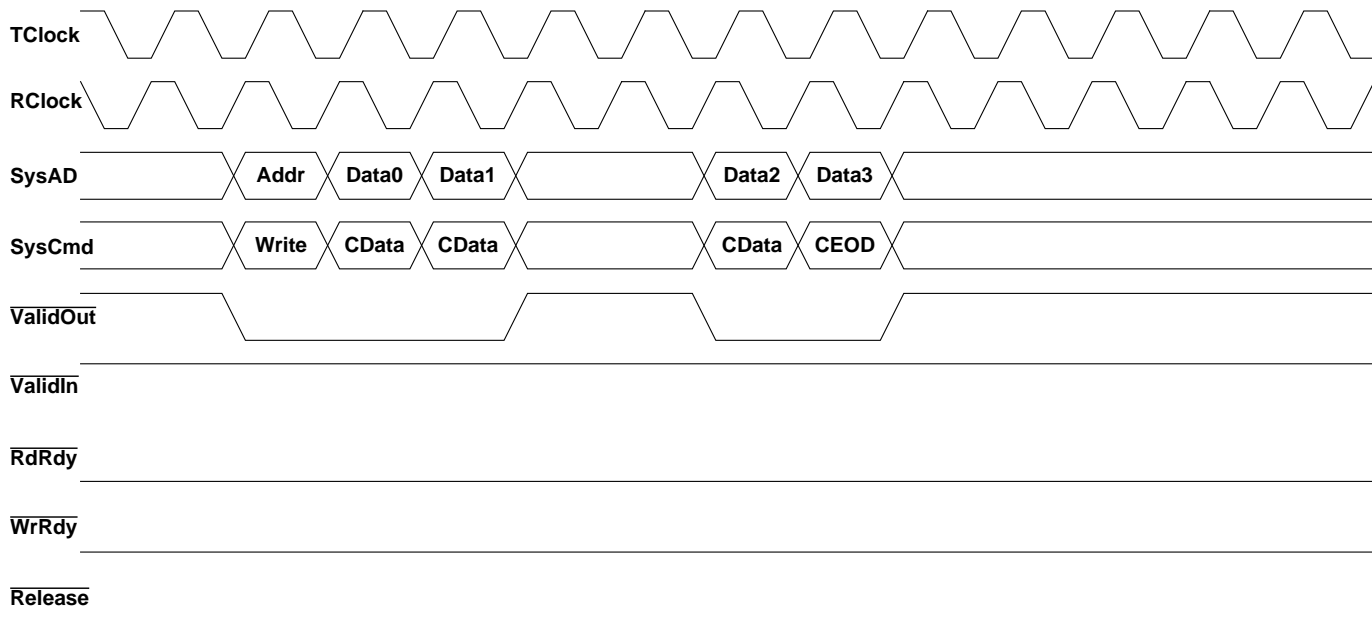 TClock
RClock
SysAD Addr Data0 Data1 Data2 Data3
SysCmd Write CData CData CData CEOD
ValidOut
ValidIn
RdRdy
WrRdy
Release